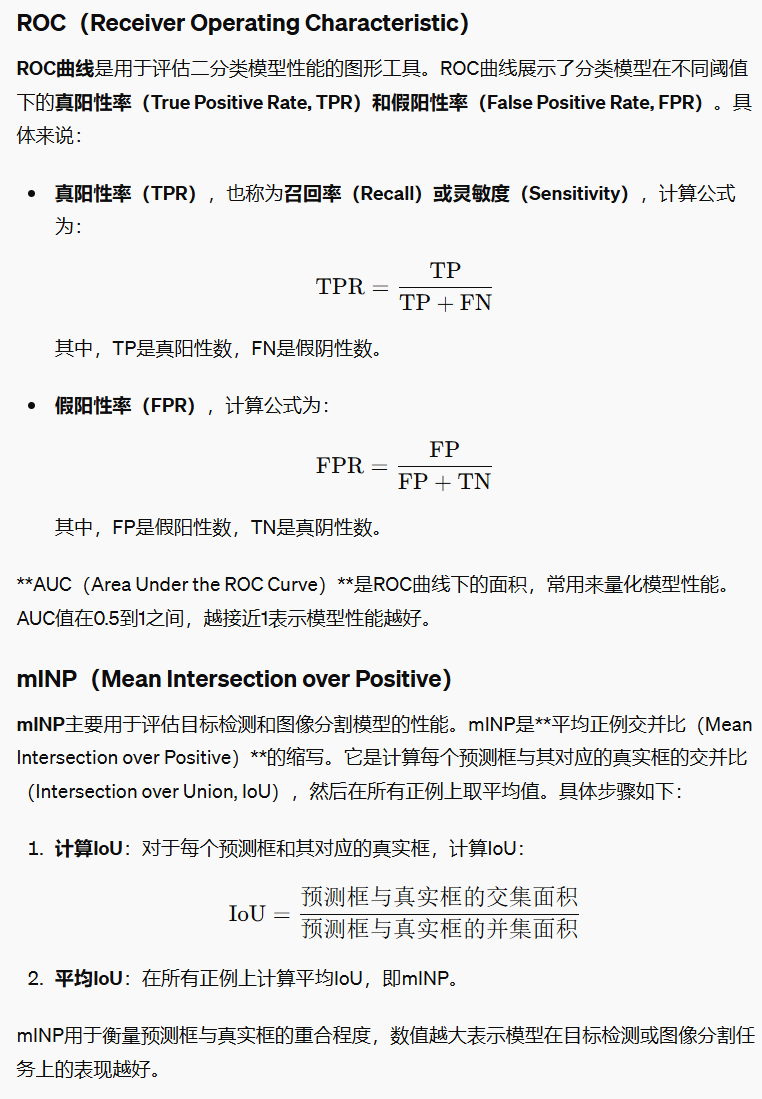 ROC（Receiver Operating Characteristic）
ROC曲线是用于评估二分类模型性能的图形工具。ROC曲线展示了分类模型在不同阈值
下的真阳性率（True Positive Rate, TPR）和假阳性率（False Positive Rate, FPR）。具
体来说：
• 真阳性率（TPR），也称为召回率（Recall）或灵敏度（Sensitivity），计算公式
为：
TPR = TP / (TP + FN)
其中，TP是真阳性数，FN是假阴性数。
• 假阳性率（FPR），计算公式为：
FPR = FP / (FP + TN)
其中，FP是假阳性数，TN是真阴性数。
**AUC（Area Under the ROC Curve）**是ROC曲线下的面积，常用来量化模型性能。
AUC值在0.5到1之间，越接近1表示模型性能越好。
mINP（Mean Intersection over Positive）
mINP主要用于评估目标检测和图像分割模型的性能。mINP是**平均正例交并比（Mean
Intersection over Positive）**的缩写。它是计算每个预测框与其对应的真实框的交并比
（Intersection over Union, IoU），然后在所有正例上取平均值。具体步骤如下：
1. 计算IoU：对于每个预测框和其对应的真实框，计算IoU：
IoU = 预测框与真实框的交集面积 / 预测框与真实框的并集面积
2. 平均IoU：在所有正例上计算平均IoU，即mINP。
mINP用于衡量预测框与真实框的重合程度，数值越大表示模型在目标检测或图像分割任
务上的表现越好。